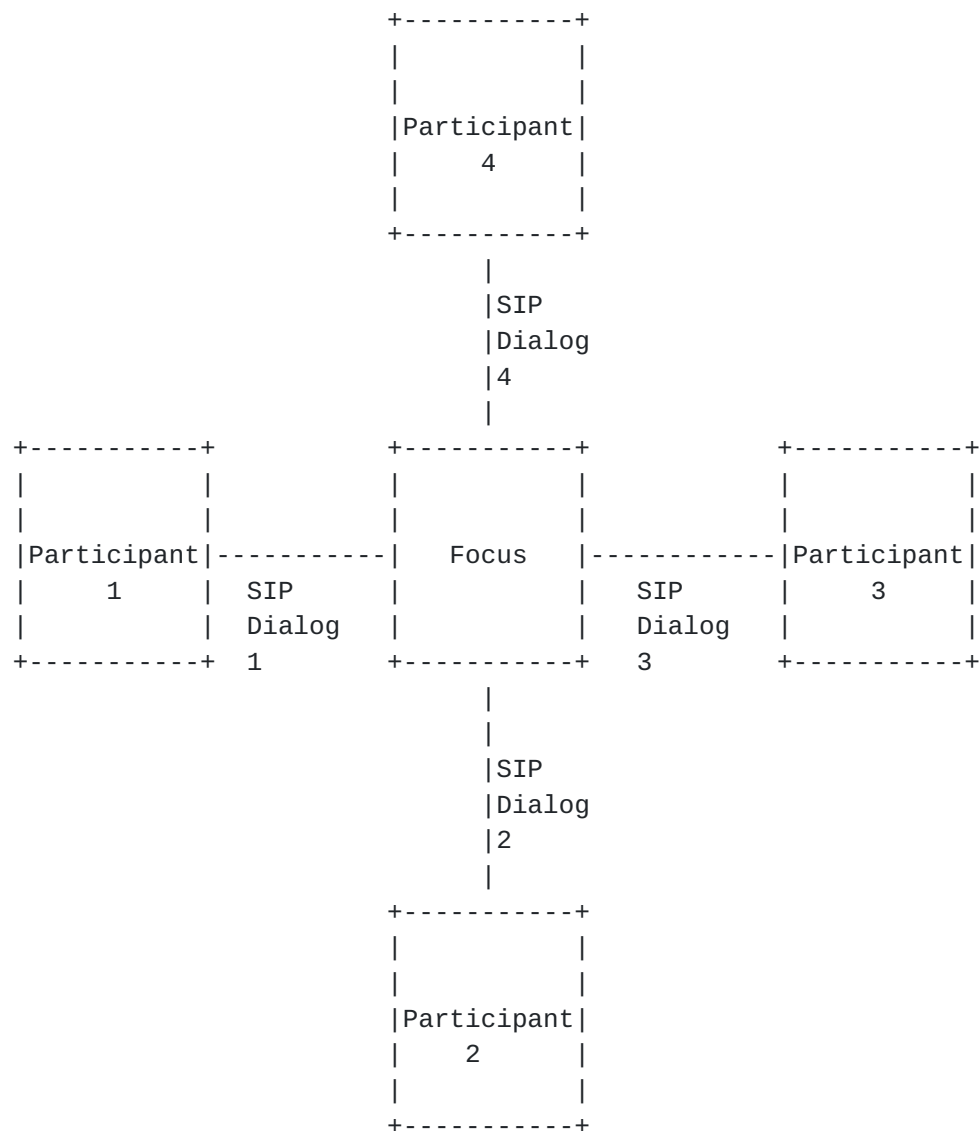 Participant
4
SIP
Dialog
4
Participant Focus Participant
1 SIP SIP 3
Dialog Dialog
1 3
SIP
Dialog
2
Participant
2